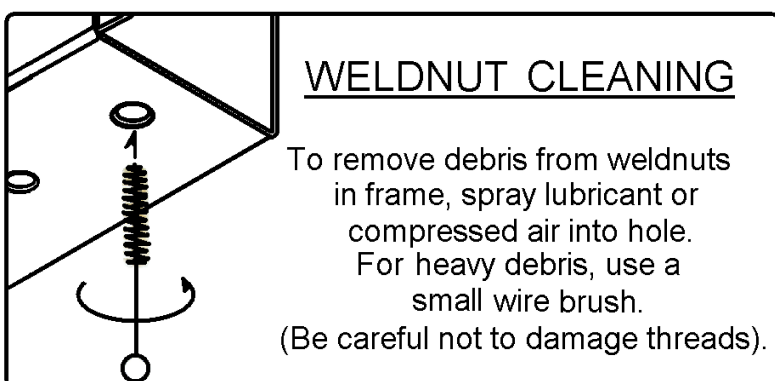 WELDNUT CLEANING
To remove debris from weldnuts
in frame, spray lubricant or
compressed air into hole.
For heavy debris, use a
small wire brush.
(Be careful not to damage threads).